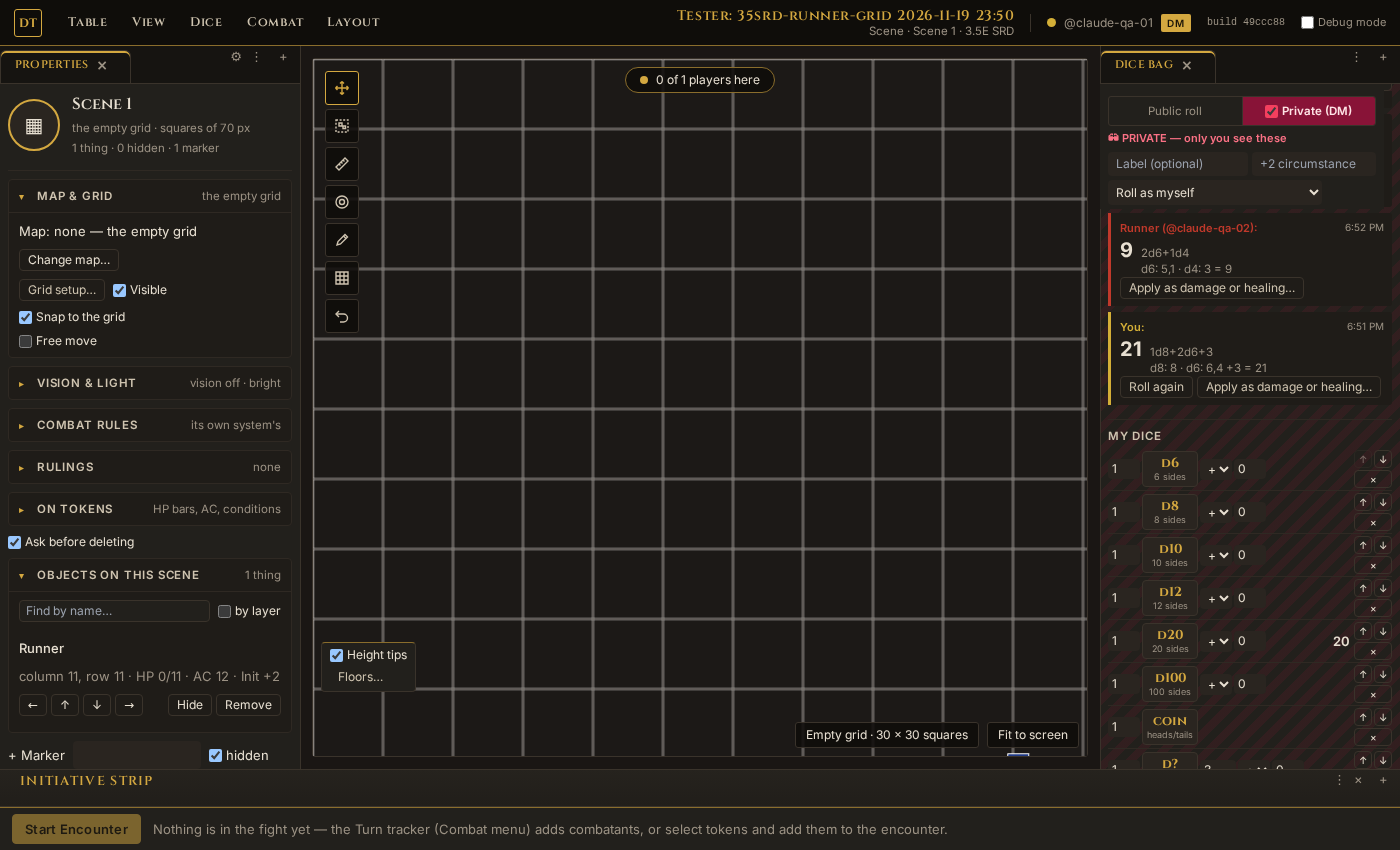 DT TABLE VIEW DICE COMBAT LAYOUT
TESTER: 35SRD-RUNNER-GRID 2026-11-19 23:50
Scene · Scene 1 · 3.5E SRD
@claude-qa-01 DM build 49ccc88 Debug mode
PROPERTIES
SCENE 1
the empty grid · squares of 70 px
1 thing · 0 hidden · 1 marker
MAP & GRID the empty grid
Map: none — the empty grid
Change map...
Grid setup... Visible
Snap to the grid
Free move
VISION & LIGHT vision off · bright
COMBAT RULES its own system's
RULINGS none
ON TOKENS HP bars, AC, conditions
Ask before deleting
OBJECTS ON THIS SCENE 1 thing
Find by name... by layer
Runner
column 11, row 11 · HP 0/11 · AC 12 · Init +2
← ↑ ↓ → Hide Remove
+ Marker hidden
0 of 1 players here
Height tips
Floors...
Empty grid · 30 × 30 squares Fit to screen
DICE BAG
Public roll Private (DM)
PRIVATE — only you see these
Label (optional) +2 circumstance
Roll as myself
Runner (@claude-qa-02): 6:52 PM
9 2d6+1d4
d6: 5,1 · d4: 3 = 9
Apply as damage or healing...
You: 6:51 PM
21 1d8+2d6+3
d8: 8 · d6: 6,4 +3 = 21
Roll again Apply as damage or healing...
MY DICE
1 D6 6 sides + 0
1 D8 8 sides + 0
1 D10 10 sides + 0
1 D12 12 sides + 0
1 D20 20 sides + 0 20
1 D100 100 sides + 0
1 COIN heads/tails
D?
INITIATIVE STRIP
Start Encounter Nothing is in the fight yet — the Turn tracker (Combat menu) adds combatants, or select tokens and add them to the encounter.